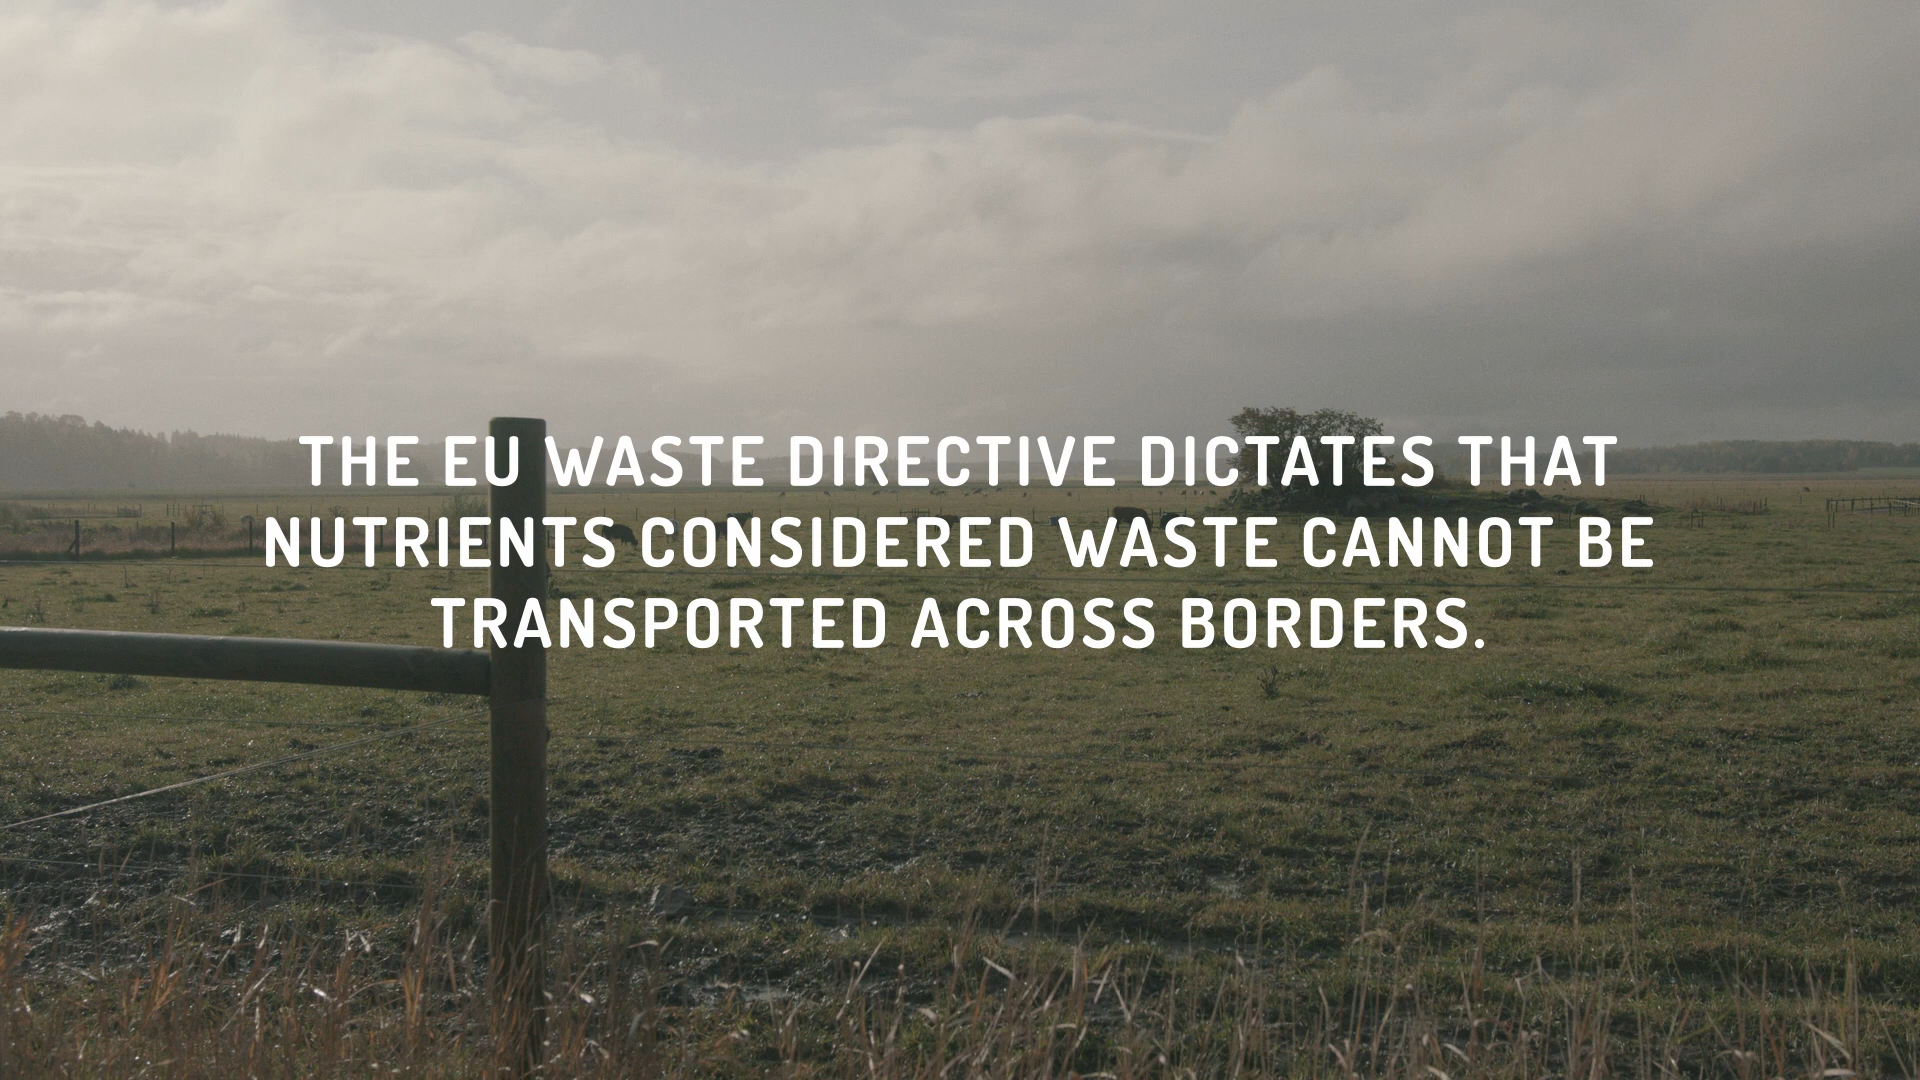 THE EU WASTE DIRECTIVE DICTATES THAT
NUTRIENTS CONSIDERED WASTE CANNOT BE
TRANSPORTED ACROSS BORDERS.